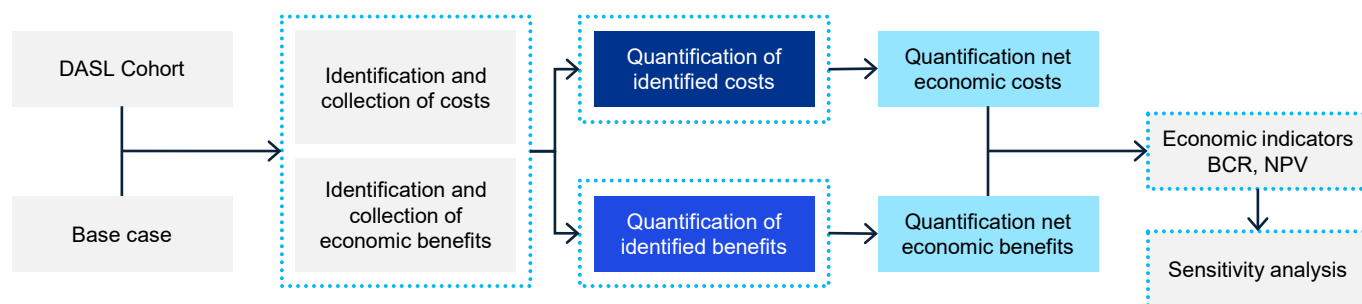 DASL Cohort
Base case
Identification and
collection of costs
Identification and
collection of
economic benefits
Quantification of
identified costs
Quantification of
identified benefits
Quantification net
economic costs
Quantification net
economic benefits
Economic indicators
BCR, NPV
Sensitivity analysis